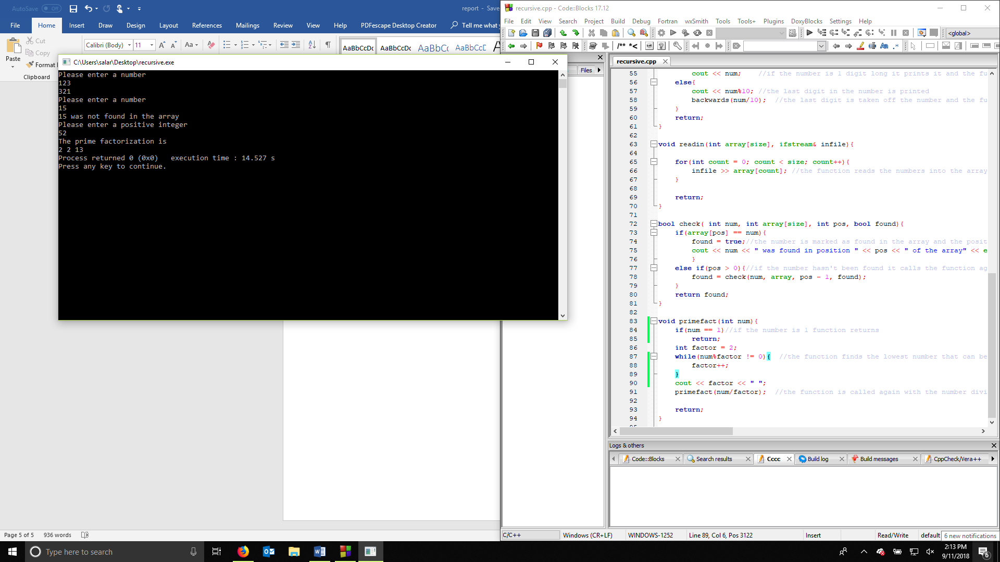 AutoSave Off
report - Save
File Home Insert Draw Design Layout References Mailings Review View Help PDFescape Desktop Creator Tell me what
Cut
Copy
Paste
Format
Clipboard
Calibri (Body) 11
AaBbCcDc AaBbCcDc AaBbCc AaBbCcD
C:\Users\salar\Desktop\recursive.exe
Please enter a number
123
321
Please enter a number
15
15 was not found in the array
Please enter a positive integer
52
The prime factorization is
2 2 13
Process returned 0 (0x0)   execution time : 14.527 s
Press any key to continue.
Page 5 of 5 936 words
recursive.cpp - Code::Blocks 17.12
File Edit View Search Project Build Debug Fortran wxSmith Tools Tools+ Plugins DoxyBlocks Settings Help
<global>
/** *<
Files
recursive.cpp
55 cout << num; //if the number is 1 digit long it prints it and the fu
56 else{
57 cout << num%10; //the last digit in the number is printed
58 backwards(num/10); //the last digit is taken off the number and the fu
59 }
60 return;
61 }
62
63 void readin(int array[size], ifstream& infile){
64
65 for(int count = 0; count < size; count++){
66 infile >> array[count]; //the function reads the numbers into the array
67 }
68
69 return;
70 }
71
72 bool check( int num, int array[size], int pos, bool found){
73 if(array[pos] == num){
74 found = true;//the number is marked as found in the array and the posit
75 cout << num << " was found in position " << pos << " of the array" << e
76 }
77 else if(pos > 0){//if the number hasn't been found it calls the function ag
78 found = check(num, array, pos - 1, found);
79 }
80 return found;
81 }
82
83 void primefact(int num){
84 if(num == 1)//if the number is 1 function returns
85 return;
86 int factor = 2;
87 while(num%factor != 0){ //the function finds the lowest number that can be
88 factor++;
89 }
90 cout << factor << " ";
91 primefact(num/factor); //the function is called again with the number divi
92
93 return;
94 }
Logs & others
Code::Blocks Search results Cccc Build log Build messages CppCheck/Vera++
C/C++ Windows (CR+LF) WINDOWS-1252 Line 89, Col 6, Pos 3122 Insert Read/Write default
6 new notifications
Type here to search
2:13 PM
9/11/2018
6